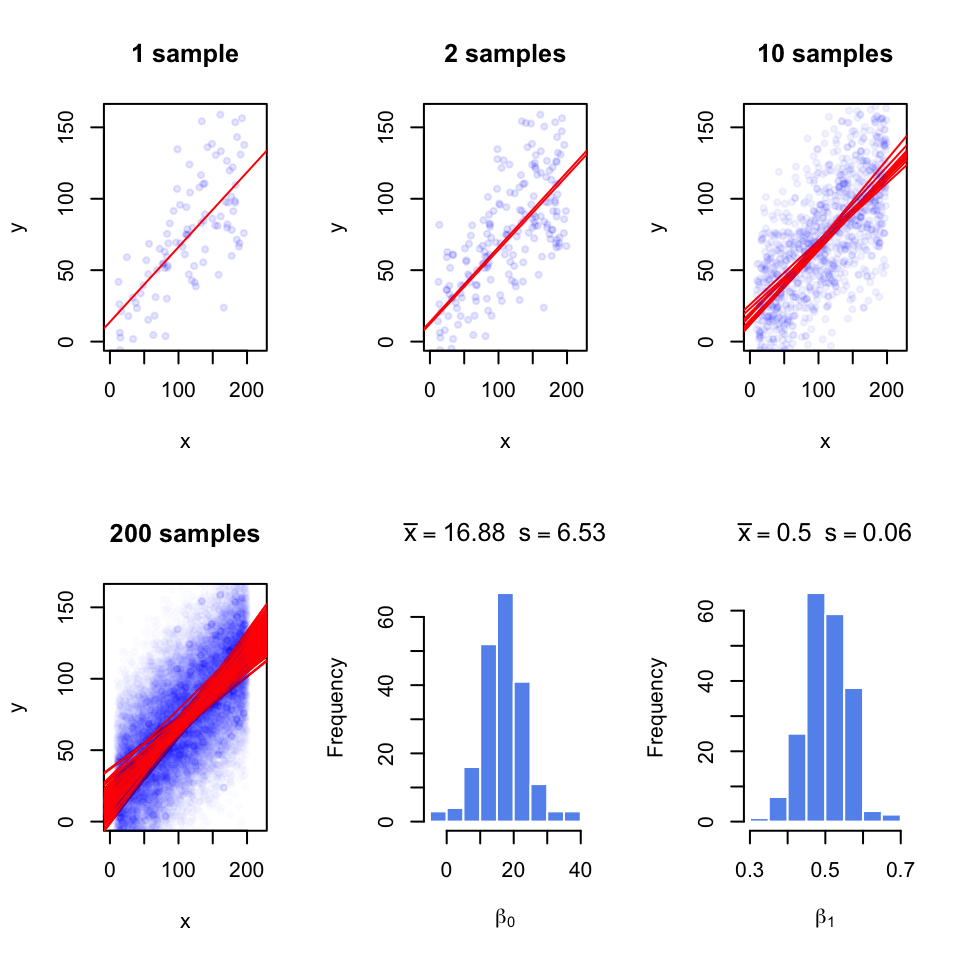 1 sample
150
100
50
0
y
0 100 200
x
2 samples
150
100
50
0
y
0 100 200
x
10 samples
150
100
50
0
y
0 100 200
x
200 samples
150
100
50
0
y
0 100 200
x
x̅ = 16.88 s = 6.53
60
40
20
0
Frequency
0 20 40
β₀
x̅ = 0.5 s = 0.06
60
40
20
0
Frequency
0.3 0.5 0.7
β₁